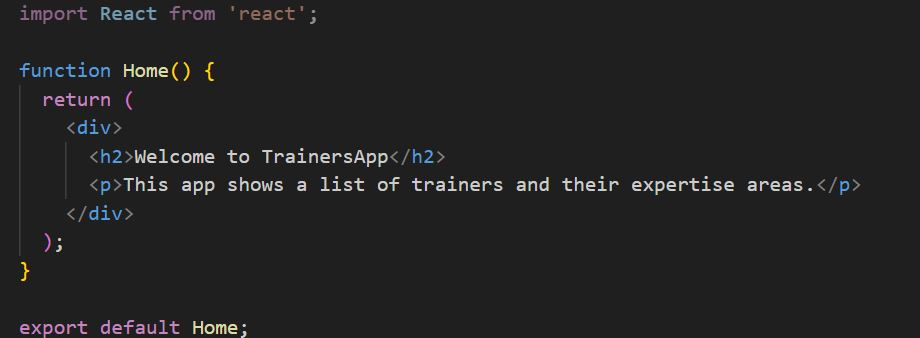 import React from 'react';
function Home() {
return (
<div>
<h2>Welcome to TrainersApp</h2>
<p>This app shows a list of trainers and their expertise areas.</p>
</div>
);
}
export default Home;